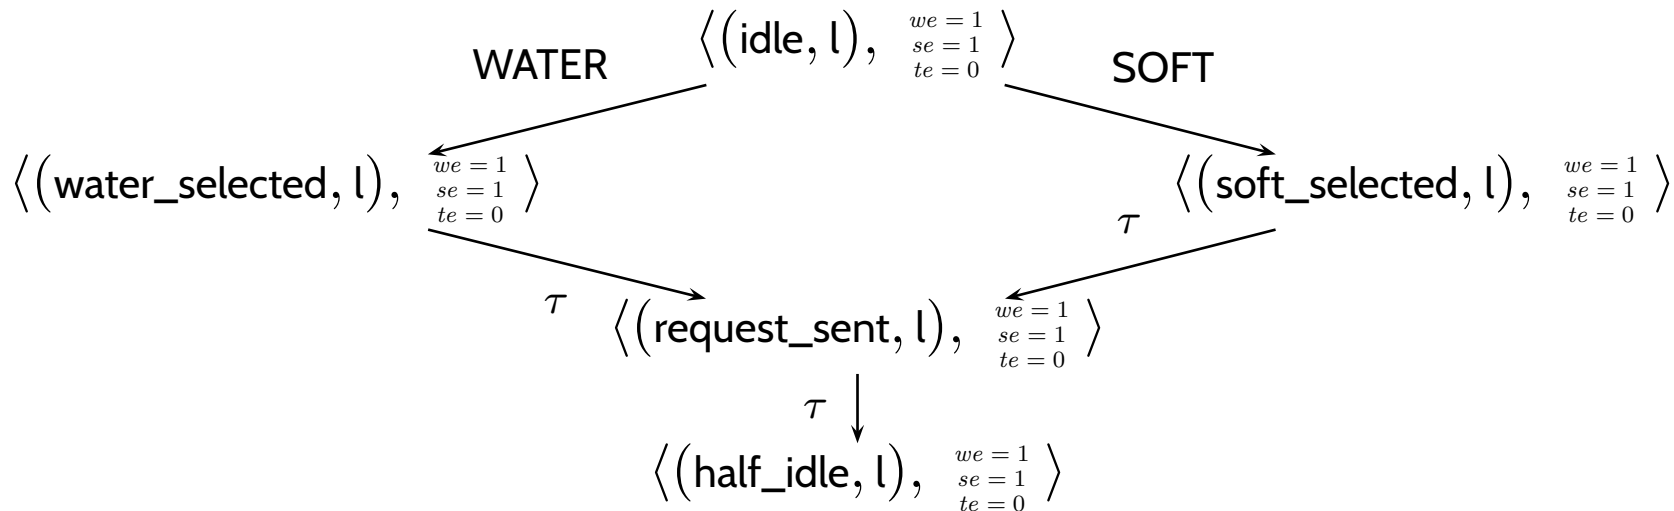 ⟨(idle, l), we = 1 se = 1 te = 0⟩
WATER
SOFT
⟨(water_selected, l), we = 1 se = 1 te = 0⟩
⟨(soft_selected, l), we = 1 se = 1 te = 0⟩
τ
τ
⟨(request_sent, l), we = 1 se = 1 te = 0⟩
τ
⟨(half_idle, l), we = 1 se = 1 te = 0⟩